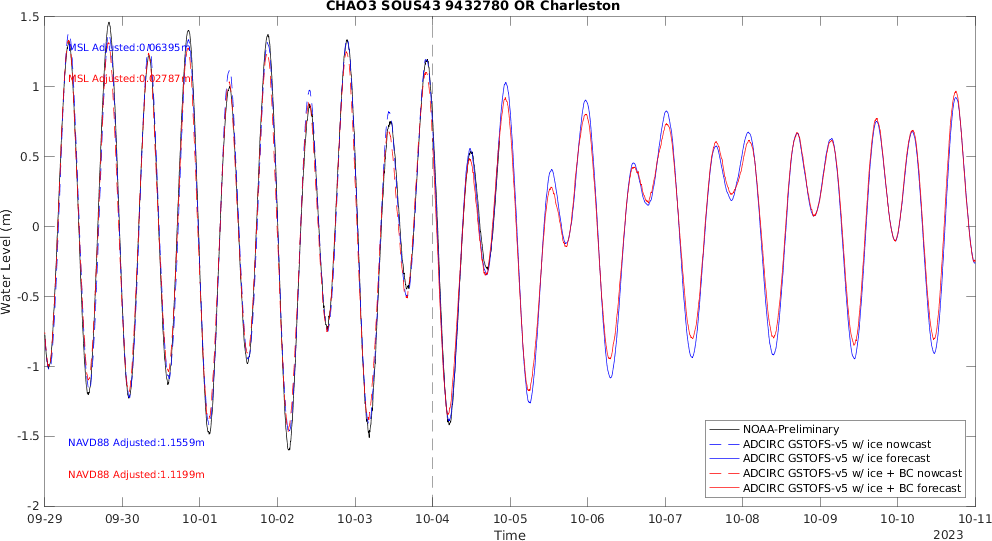 CHAO3 SOUS43 9432780 OR Charleston
1.5
1
0.5
0
-0.5
-1
-1.5
-2
Water Level (m)
MSL Adjusted:0.06395m
MSL Adjusted:0.02787m
NAVD88 Adjusted:1.1559m
NAVD88 Adjusted:1.1199m
NOAA-Preliminary
ADCIRC GSTOFS-v5 w/ ice nowcast
ADCIRC GSTOFS-v5 w/ ice forecast
ADCIRC GSTOFS-v5 w/ ice + BC nowcast
ADCIRC GSTOFS-v5 w/ ice + BC forecast
09-29 09-30 10-01 10-02 10-03 10-04 10-05 10-06 10-07 10-08 10-09 10-10 10-11
Time
2023